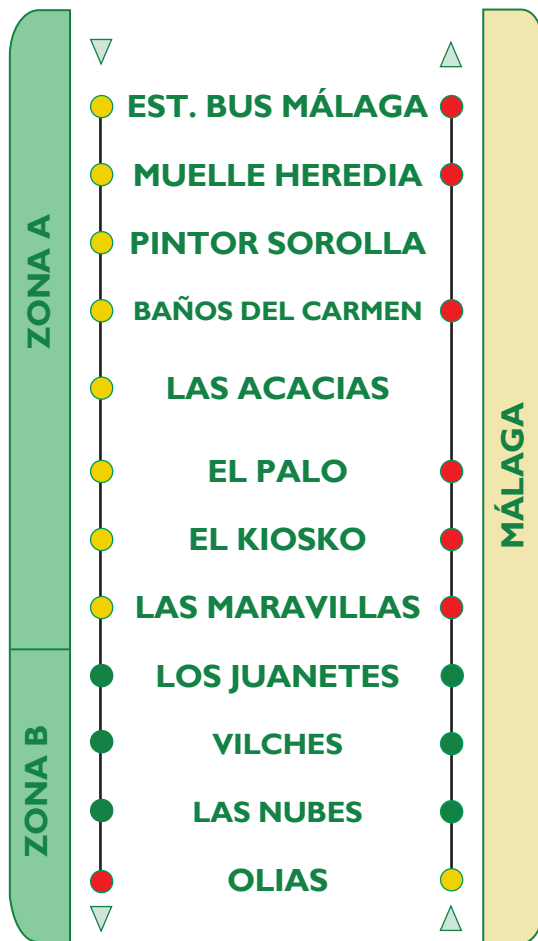 ZONA A
ZONA B
EST. BUS MÁLAGA
MUELLE HEREDIA
PINTOR SOROLLA
BAÑOS DEL CARMEN
LAS ACACIAS
EL PALO
EL KIOSKO
LAS MARAVILLAS
LOS JUANETES
VILCHES
LAS NUBES
OLIAS
MÁLAGA